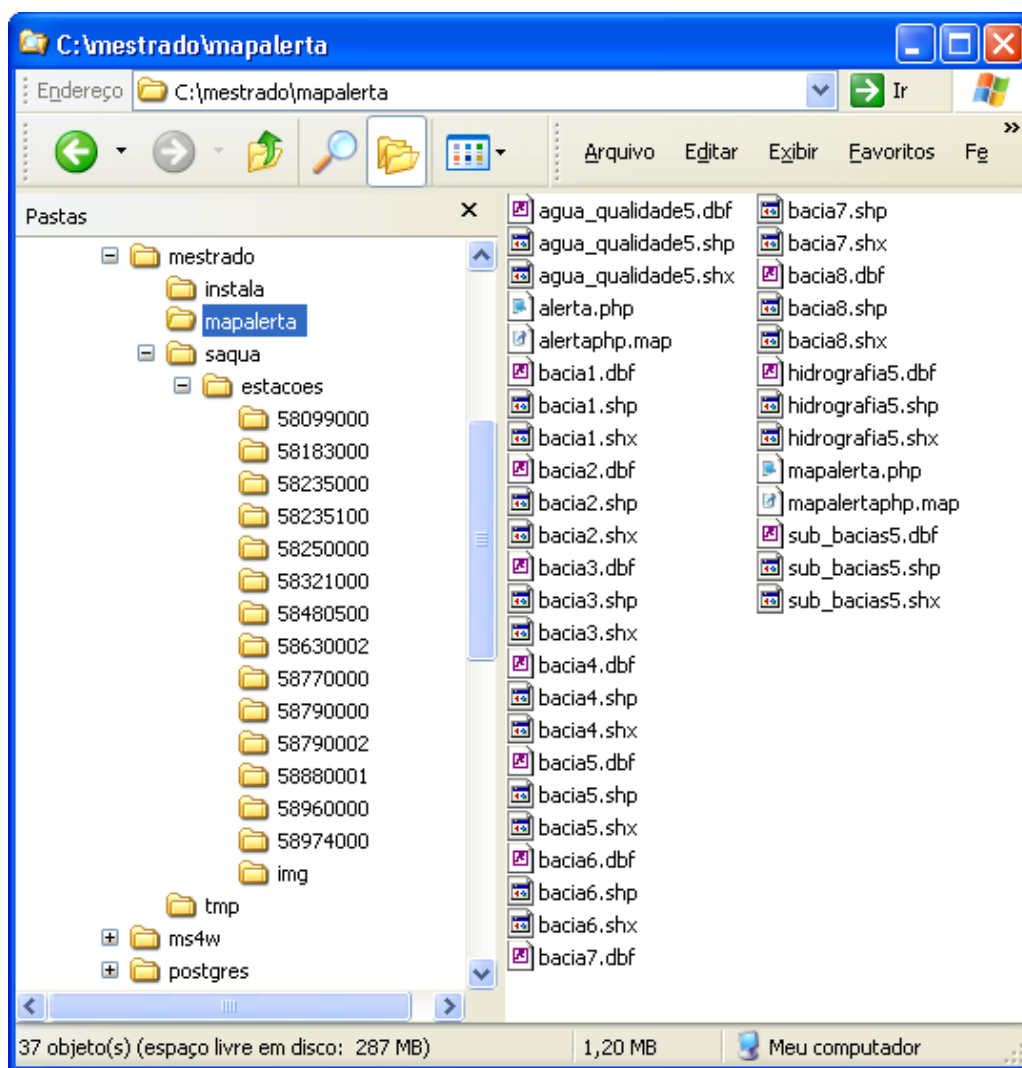 C:\mestrado\mapalerta
Endereço C:\mestrado\mapalerta Ir
Arquivo Editar Exibir Favoritos Fe »
Pastas
mestrado
instala
mapalerta
saqua
estacoes
58099000
58183000
58235000
58235100
58250000
58321000
58480500
58630002
58770000
58790000
58790002
58880001
58960000
58974000
img
tmp
ms4w
postgres
agua_qualidade5.dbf
agua_qualidade5.shp
agua_qualidade5.shx
alerta.php
alertaphp.map
bacia1.dbf
bacia1.shp
bacia1.shx
bacia2.dbf
bacia2.shp
bacia2.shx
bacia3.dbf
bacia3.shp
bacia3.shx
bacia4.dbf
bacia4.shp
bacia4.shx
bacia5.dbf
bacia5.shp
bacia5.shx
bacia6.dbf
bacia6.shp
bacia6.shx
bacia7.dbf
bacia7.shp
bacia7.shx
bacia8.dbf
bacia8.shp
bacia8.shx
hidrografia5.dbf
hidrografia5.shp
hidrografia5.shx
mapalerta.php
mapalertaphp.map
sub_bacias5.dbf
sub_bacias5.shp
sub_bacias5.shx
37 objeto(s) (espaço livre em disco: 287 MB) 1,20 MB Meu computador